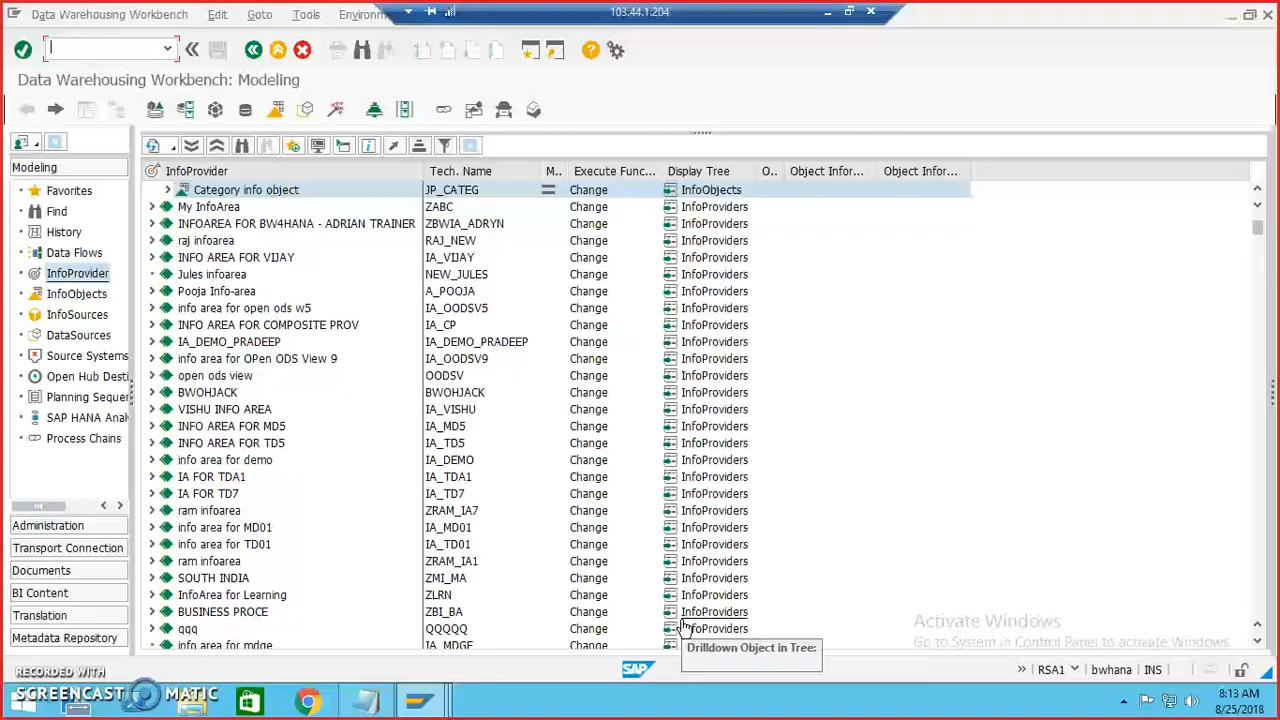 Data Warehousing Workbench Edit Goto Tools Environ 103.44.1.204
Data Warehousing Workbench: Modeling
Modeling
Favorites
Find
History
Data Flows
InfoProvider
InfoObjects
InfoSources
DataSources
Source Systems
Open Hub Desti
Planning Sequer
SAP HANA Anal
Process Chains
Administration
Transport Connection
Documents
BI Content
Translation
Metadata Repository
InfoProvider Tech. Name M.. Execute Func... Display Tree O.. Object Infor... Object Infor...
Category info object JP_CATEG Change InfoObjects
My InfoArea ZABC Change InfoProviders
INFOAREA FOR BW4HANA - ADRIAN TRAINER ZBWIA_ADRYN Change InfoProviders
raj infoarea RAJ_NEW Change InfoProviders
INFO AREA FOR VIJAY IA_VIJAY Change InfoProviders
Jules infoarea NEW_JULES Change InfoProviders
Pooja Info-area A_POOJA Change InfoProviders
info area for open ods w5 IA_OODSV5 Change InfoProviders
INFO AREA FOR COMPOSITE PROV IA_CP Change InfoProviders
IA_DEMO_PRADEEP IA_DEMO_PRADEEP Change InfoProviders
info area for OPen ODS View 9 IA_OODSV9 Change InfoProviders
open ods view OODSV Change InfoProviders
BWOHJACK BWOHJACK Change InfoProviders
VISHU INFO AREA IA_VISHU Change InfoProviders
INFO AREA FOR MD5 IA_MD5 Change InfoProviders
INFO AREA FOR TD5 IA_TD5 Change InfoProviders
info area for demo IA_DEMO Change InfoProviders
IA FOR TDA1 IA_TDA1 Change InfoProviders
IA FOR TD7 IA_TD7 Change InfoProviders
ram infoarea ZRAM_IA7 Change InfoProviders
info area for MD01 IA_MD01 Change InfoProviders
info area for TD01 IA_TD01 Change InfoProviders
ram infoarea ZRAM_IA1 Change InfoProviders
SOUTH INDIA ZMI_MA Change InfoProviders
InfoArea for Learning ZLRN Change InfoProviders
BUSINESS PROCE ZBI_BA Change InfoProviders
qqq QQQQQ Change InfoProviders
info area for mdge IA_MDGE
Drilldown Object in Tree:
Activate Windows
Go to System in Control Panel to activate Windows.
SAP
» RSA1 bwhana INS
RECORDED WITH
SCREENCAST MATIC
8:13 AM
8/25/2018